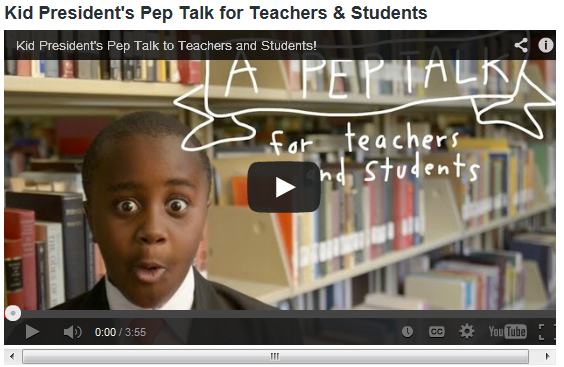 Kid President's Pep Talk for Teachers & Students
Kid President's Pep Talk to Teachers and Students!
A PEP TALK
for teachers
and students
0:00 / 3:55
CC
YouTube